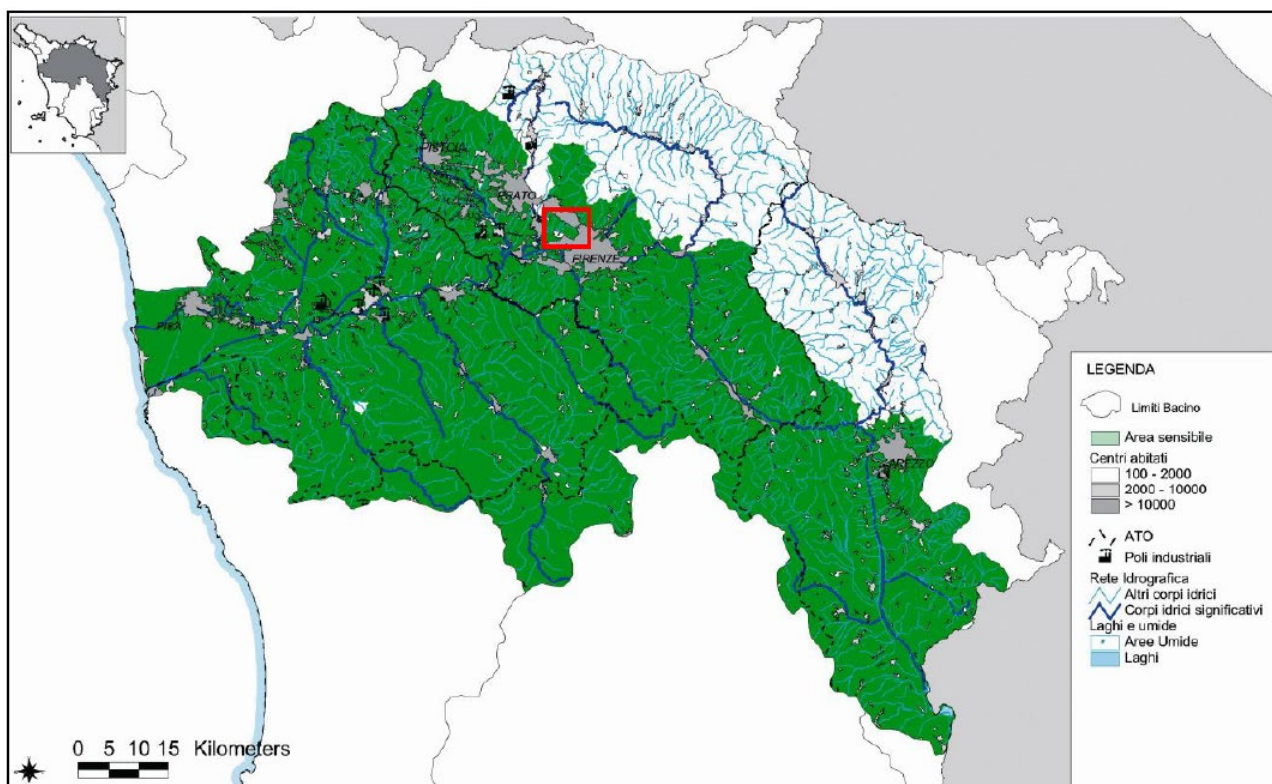 PISTOIA
PRATO
FIRENZE
PISA
AREZZO
LEGENDA
Limiti Bacino
Area sensibile
Centri abitati
100 - 2000
2000 - 10000
> 10000
ATO
Poli industriali
Rete Idrografica
Altri corpi idrici
Corpi idrici significativi
Laghi e umide
Aree Umide
Laghi
0 5 10 15 Kilometers